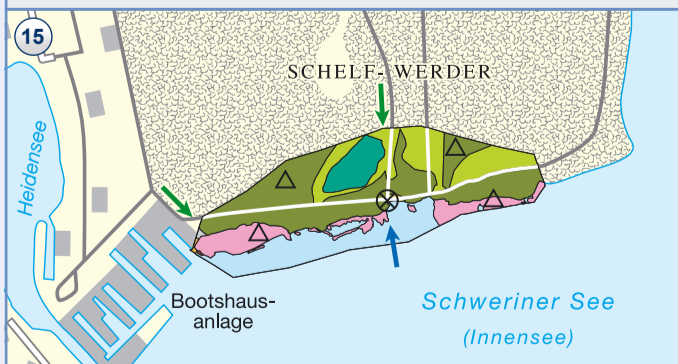 15
SCHELF- WERDER
Heidensee
Bootshaus-
anlage
Schweriner See
(Innensee)